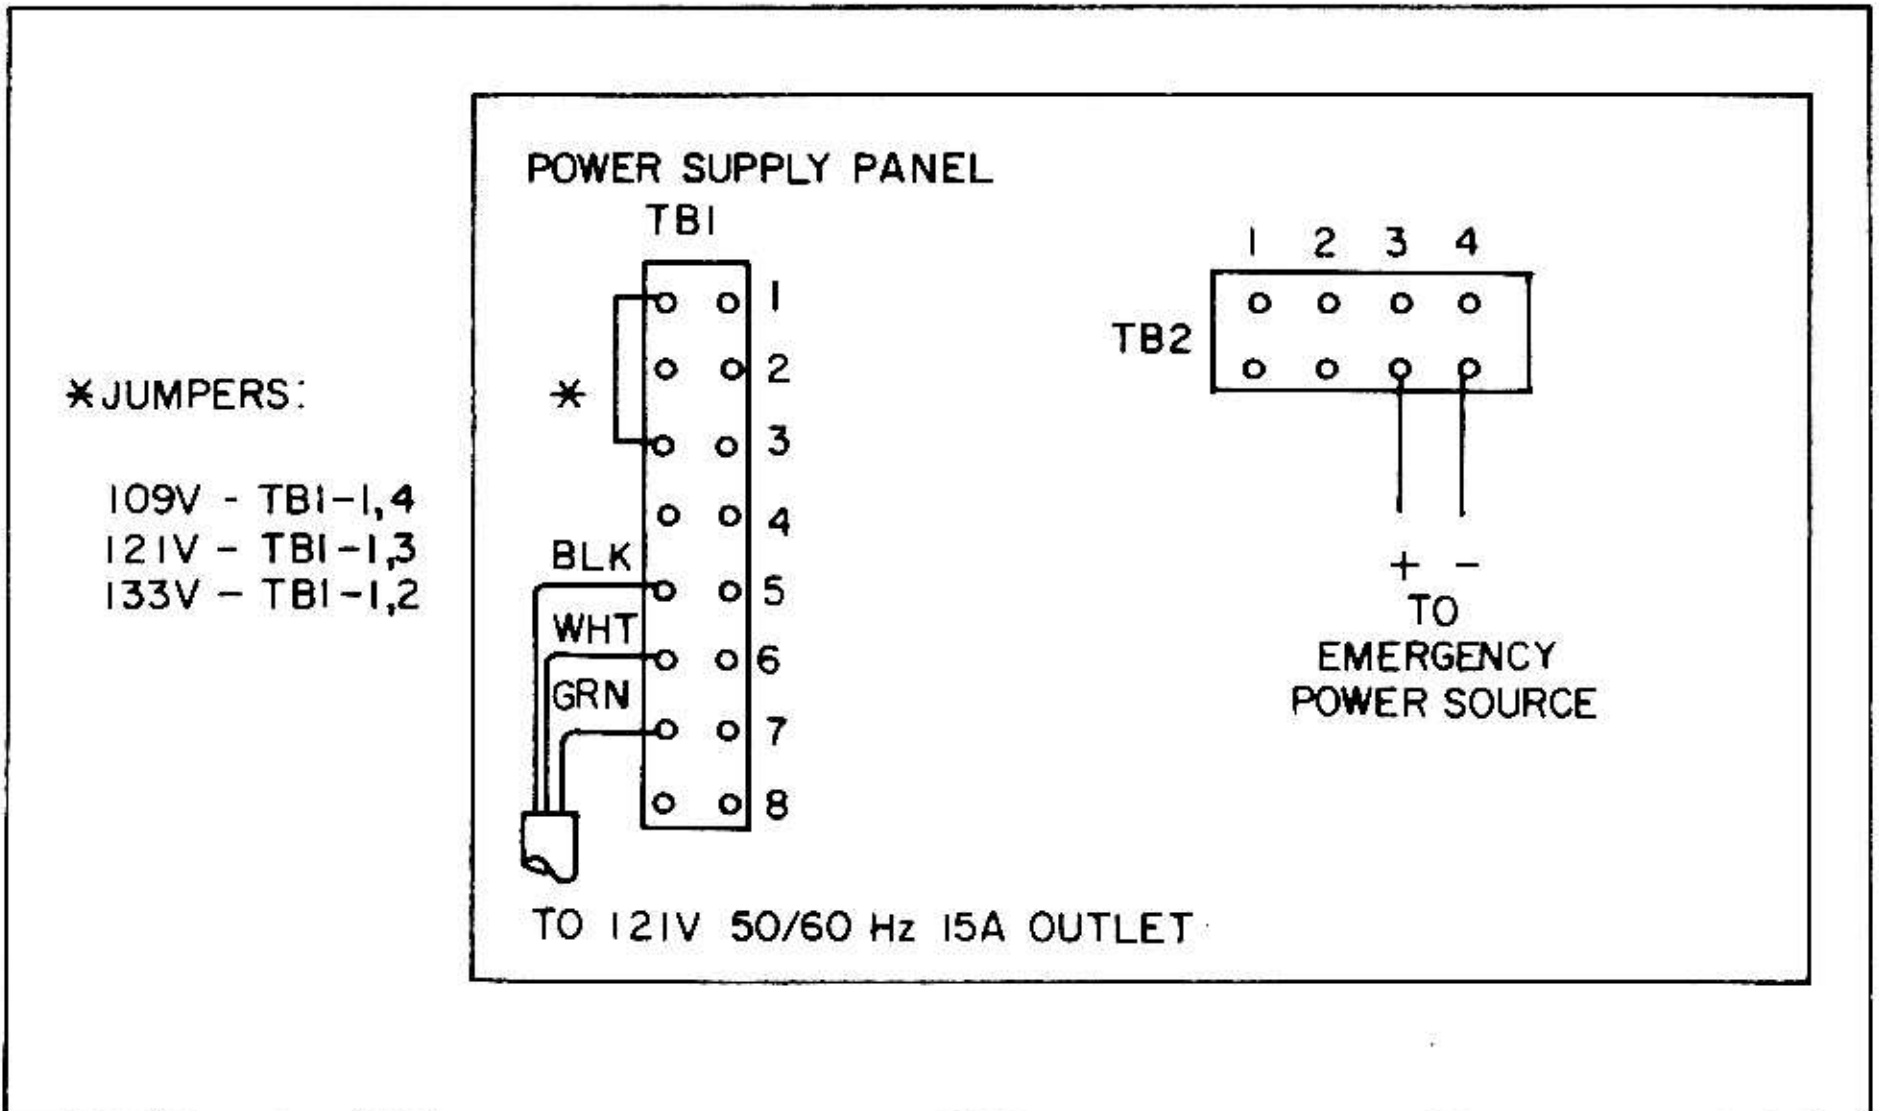 POWER SUPPLY PANEL
TB1
1
2
3
4
5
6
7
8
*
BLK
WHT
GRN
TO 121V 50/60 Hz 15A OUTLET
*JUMPERS:
109V - TB1-1,4
121V - TB1-1,3
133V - TB1-1,2
1 2 3 4
TB2
+ -
TO
EMERGENCY
POWER SOURCE